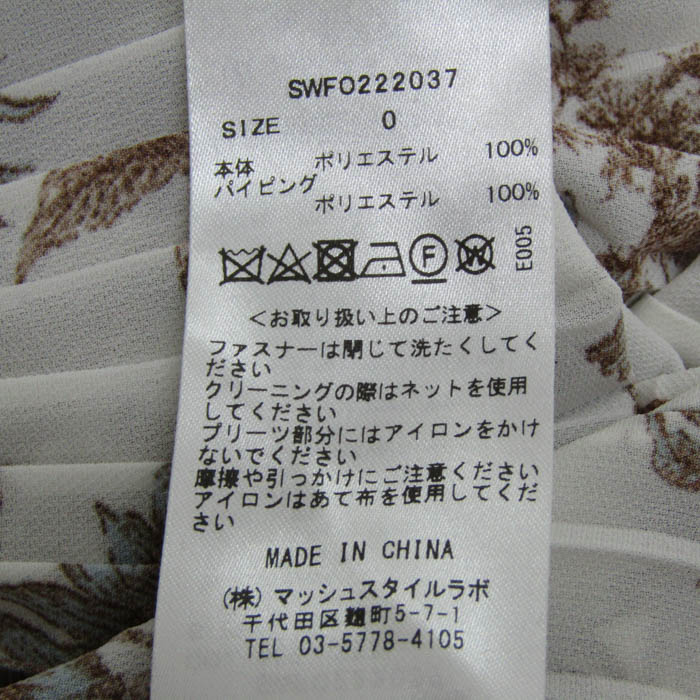 SWFO222037
SIZE 0
本体 ポリエステル 100%
パイピング ポリエステル 100%
F W E005
<お取り扱い上のご注意>
ファスナーは閉じて洗たくしてく
ださい
クリーニングの際はネットを使用
してください
プリーツ部分にはアイロンをかけ
ないでください
摩擦や引っかけにご注意ください
アイロンはあて布を使用してくだ
さい
MADE IN CHINA
(株)マッシュスタイルラボ
千代田区麹町5-7-1
TEL 03-5778-4105